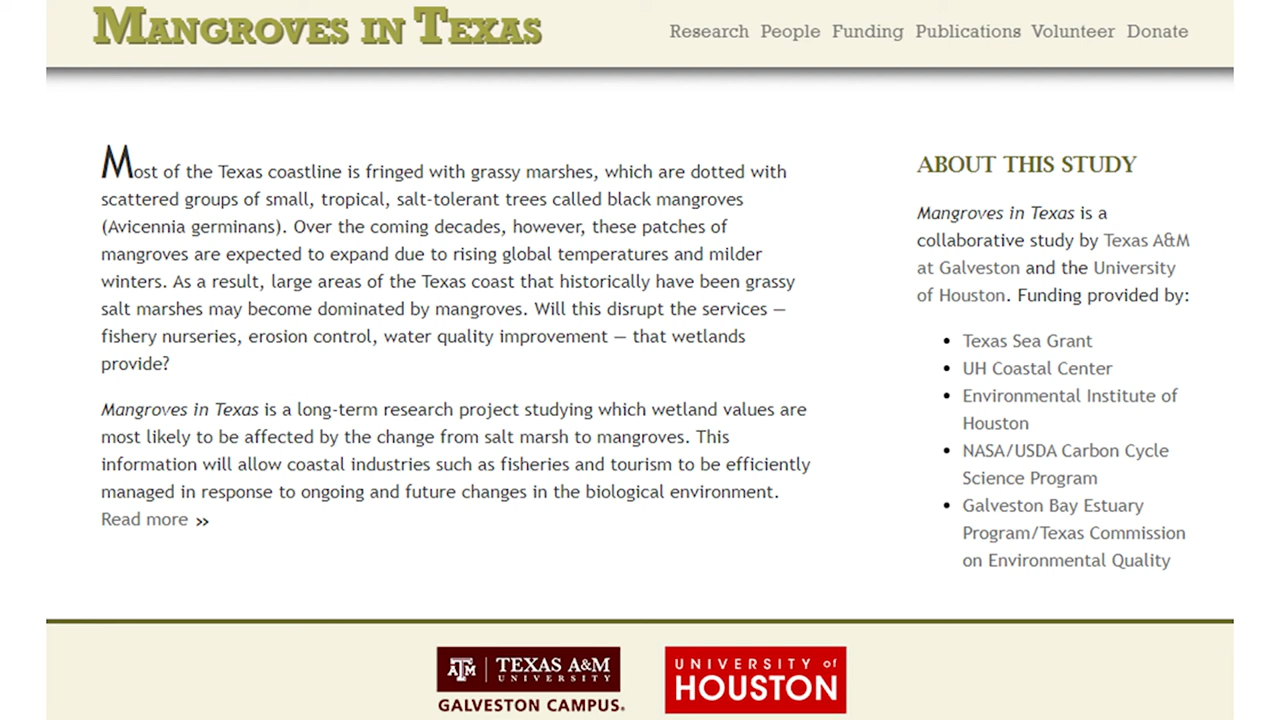 MANGROVES IN TEXAS
Research People Funding Publications Volunteer Donate
Most of the Texas coastline is fringed with grassy marshes, which are dotted with
scattered groups of small, tropical, salt-tolerant trees called black mangroves
(Avicennia germinans). Over the coming decades, however, these patches of
mangroves are expected to expand due to rising global temperatures and milder
winters. As a result, large areas of the Texas coast that historically have been grassy
salt marshes may become dominated by mangroves. Will this disrupt the services —
fishery nurseries, erosion control, water quality improvement — that wetlands
provide?
Mangroves in Texas is a long-term research project studying which wetland values are
most likely to be affected by the change from salt marsh to mangroves. This
information will allow coastal industries such as fisheries and tourism to be efficiently
managed in response to ongoing and future changes in the biological environment.
Read more »
ABOUT THIS STUDY
Mangroves in Texas is a
collaborative study by Texas A&M
at Galveston and the University
of Houston. Funding provided by:
• Texas Sea Grant
• UH Coastal Center
• Environmental Institute of
Houston
• NASA/USDA Carbon Cycle
Science Program
• Galveston Bay Estuary
Program/Texas Commission
on Environmental Quality
ATM TEXAS A&M
UNIVERSITY
GALVESTON CAMPUS.
UNIVERSITY of
HOUSTON